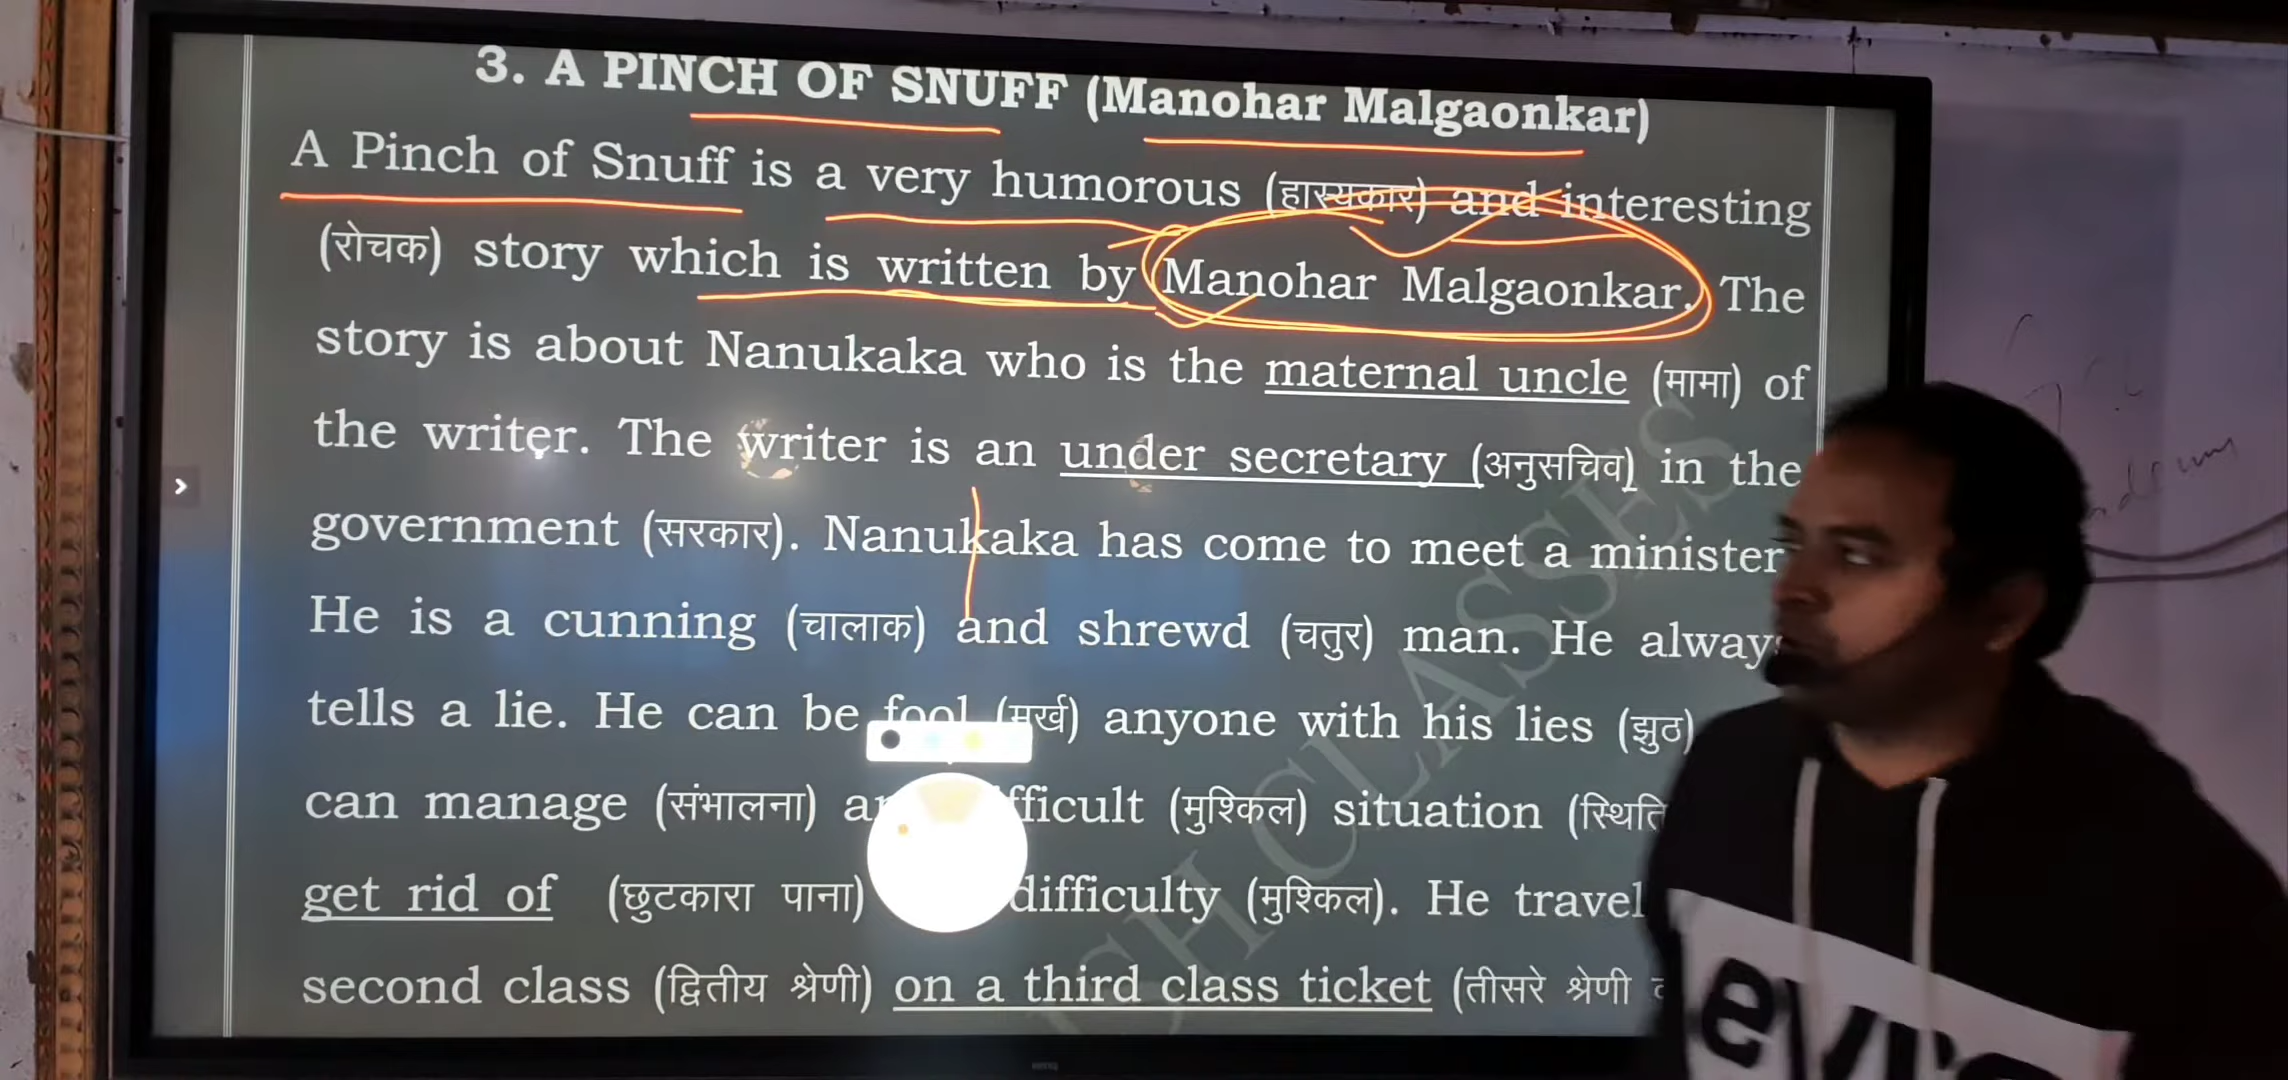 3. A PINCH OF SNUFF (Manohar Malgaonkar)
A Pinch of Snuff is a very humorous (हास्यकार) and interesting
(रोचक) story which is written by Manohar Malgaonkar. The
story is about Nanukaka who is the maternal uncle (मामा) of
the writer. The writer is an under secretary (अनुसचिव) in the
government (सरकार). Nanukaka has come to meet a minister
He is a cunning (चालाक) and shrewd (चतुर) man. He always
tells a lie. He can be fool (मुर्ख) anyone with his lies (झुठ)
can manage (संभालना) fficult (मुश्किल) situation (स्थिति
get rid of (छुटकारा पाना) difficulty (मुश्किल). He travel
second class (द्वितीय श्रेणी) on a third class ticket (तीसरे श्रेणी
SH CLASSES